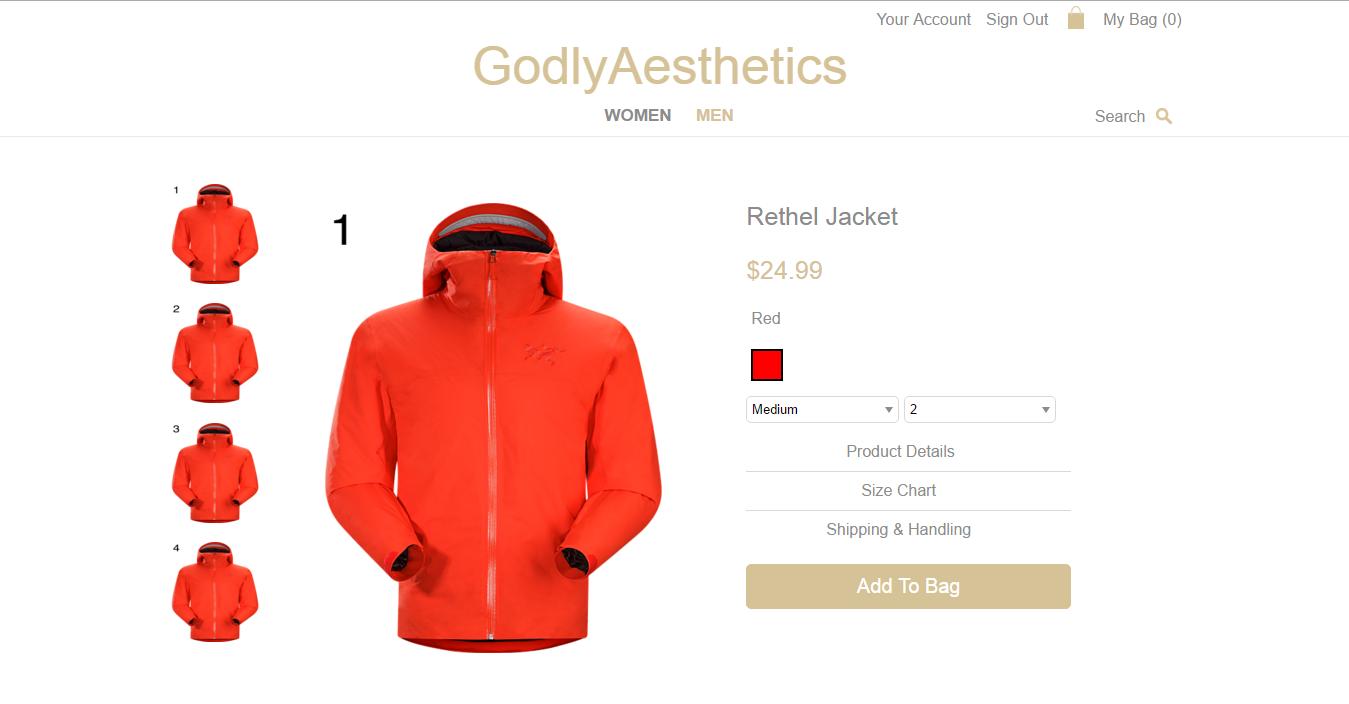 Your Account Sign Out My Bag (0)
GodlyAesthetics
WOMEN MEN
Search
1
2
3
4
1
Rethel Jacket
$24.99
Red
Medium 2
Product Details
Size Chart
Shipping & Handling
Add To Bag